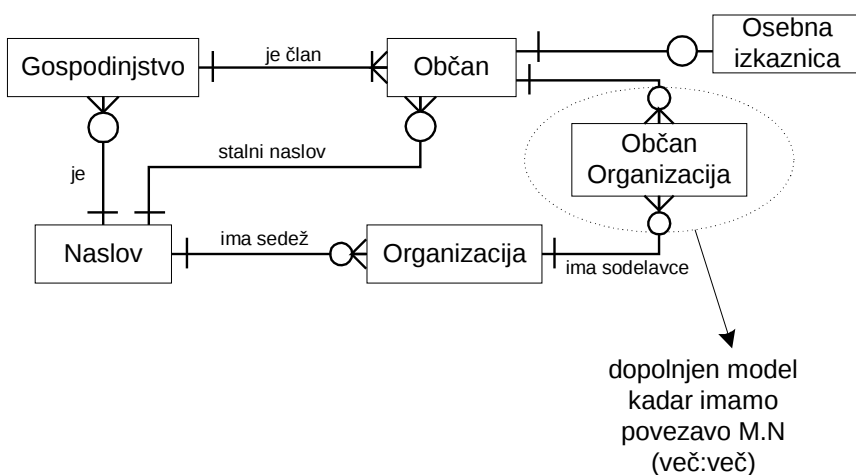 Osebna
izkaznica
Gospodinjstvo
je član
Občan
Občan
Organizacija
stalni naslov
je
Naslov
ima sedež
Organizacija
ima sodelavce
dopolnjen model
kadar imamo
povezavo M.N
(več:več)